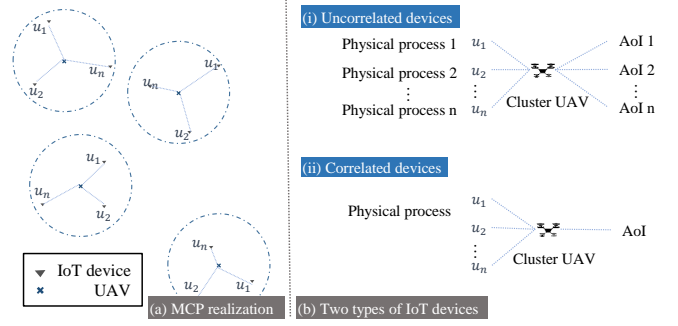 u₁
uₙ
u₂
u₁
uₙ
u₂
u₁
uₙ
u₂
uₙ
u₂
u₁
IoT device
UAV
(a) MCP realization
(i) Uncorrelated devices
Physical process 1 u₁ AoI 1
Physical process 2 u₂ AoI 2
⋮ ⋮ ⋮
Physical process n uₙ Cluster UAV AoI n
(ii) Correlated devices
u₁
Physical process u₂ AoI
⋮
uₙ Cluster UAV
(b) Two types of IoT devices